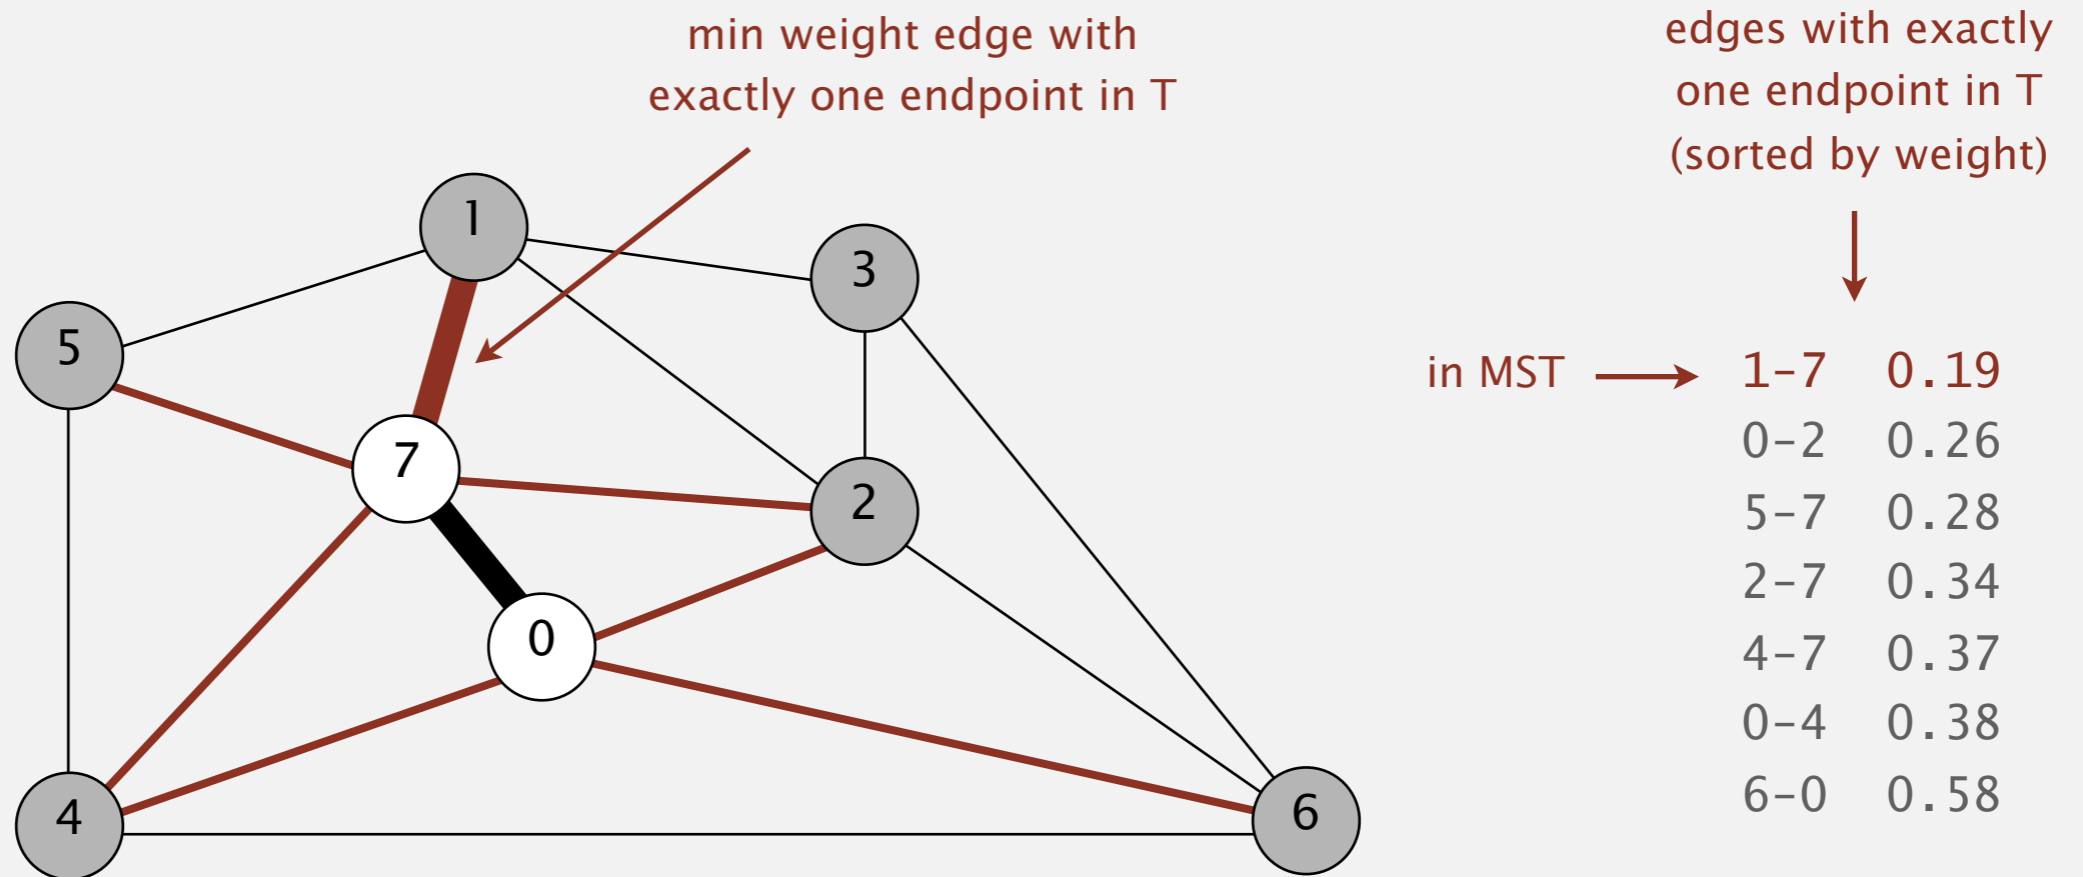 min weight edge with
exactly one endpoint in T
edges with exactly
one endpoint in T
(sorted by weight)
1
3
5
7
2
0
4
6
in MST
1-7 0.19
0-2 0.26
5-7 0.28
2-7 0.34
4-7 0.37
0-4 0.38
6-0 0.58